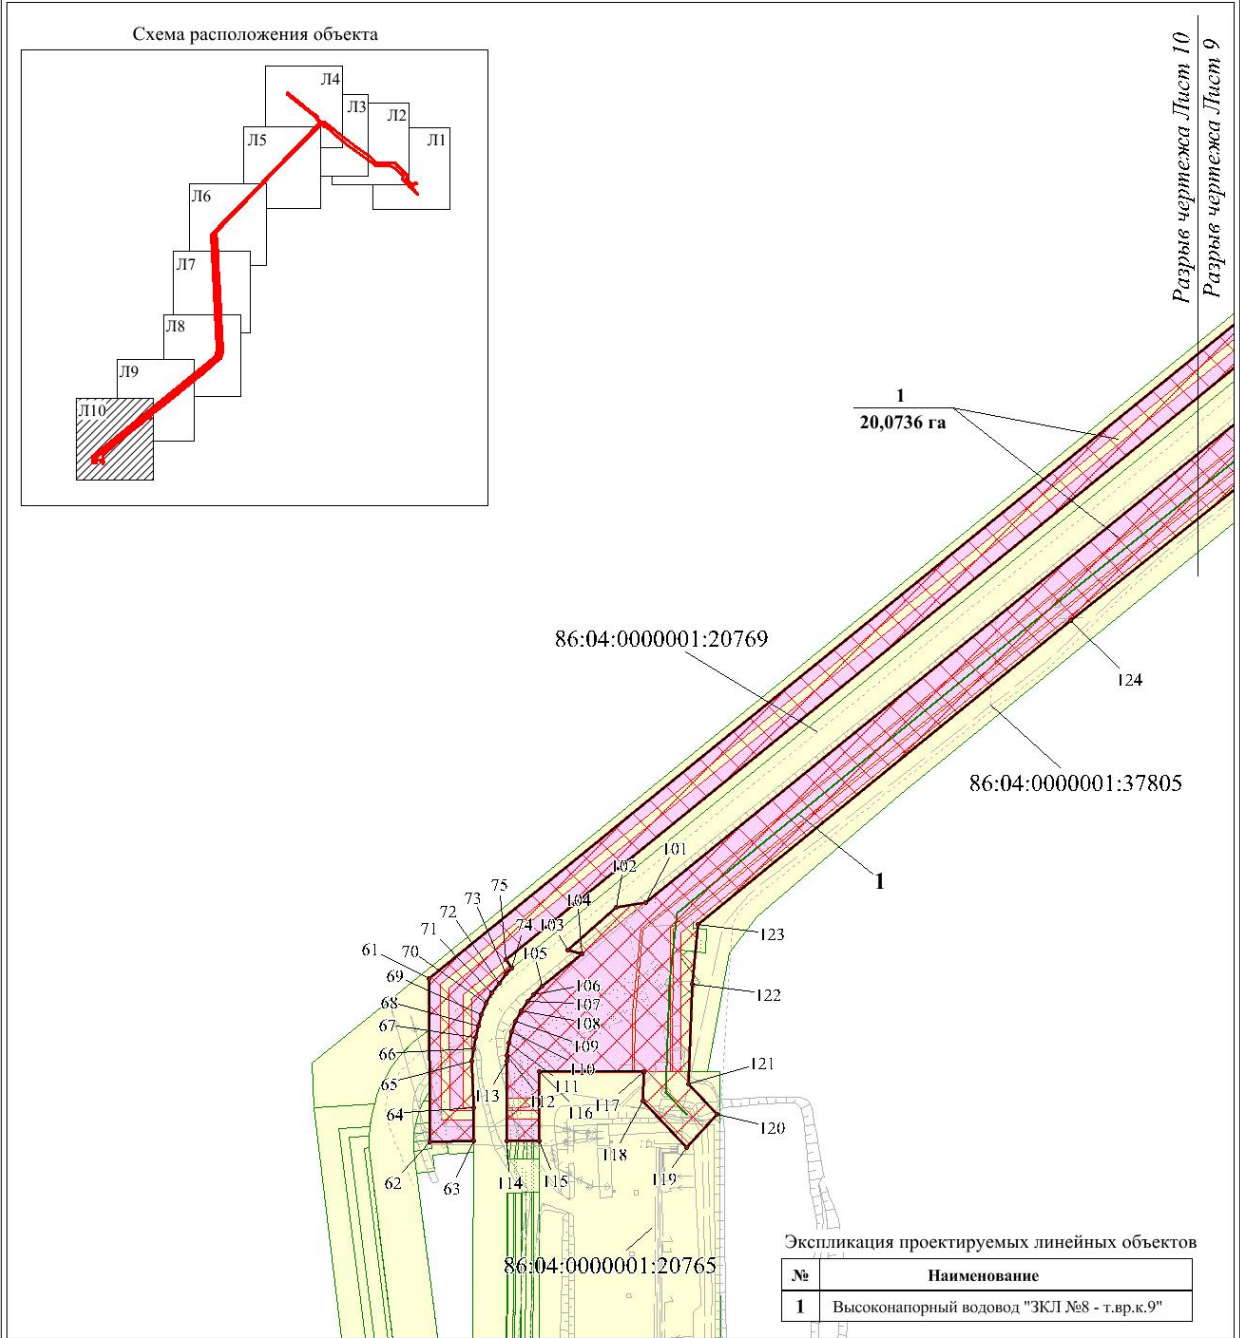 Схема расположения объекта
Л4
Л3
Л2
Л1
Л5
Л6
Л7
Л8
Л9
Л10
Разрыв чертежа Лист 10
Разрыв чертежа Лист 9
1
20,0736 га
86:04:0000001:20769
124
86:04:0000001:37805
1
101
102
75
73
104
72
74
103
71
123
61
70
105
69
106
122
68
107
67
108
66
109
65
110
121
113
111
64
112
116
117
120
118
119
62
63
114
115
86:04:0000001:20765
Экспликация проектируемых линейных объектов
№ Наименование
1 Высоконапорный водовод "ЗКЛ №8 - т.вр.к.9"